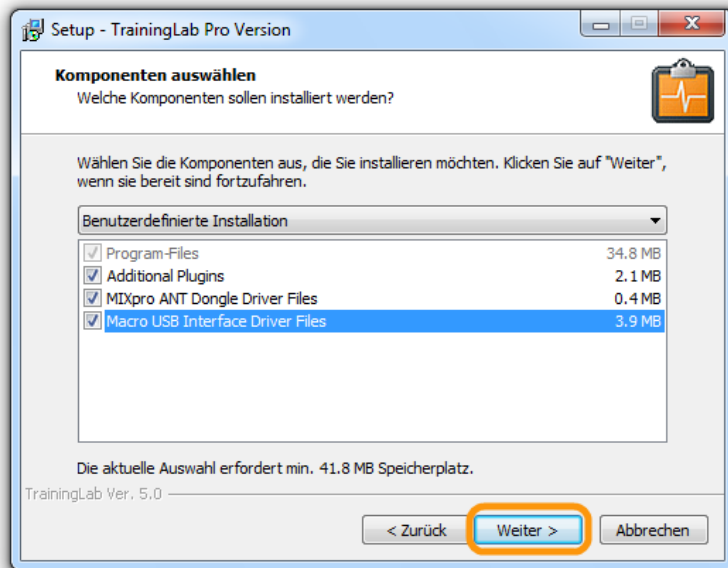 Setup - TrainingLab Pro Version
Komponenten auswählen
Welche Komponenten sollen installiert werden?
Wählen Sie die Komponenten aus, die Sie installieren möchten. Klicken Sie auf "Weiter",
wenn sie bereit sind fortzufahren.
Benutzerdefinierte Installation
Program-Files 34.8 MB
Additional Plugins 2.1 MB
MIXpro ANT Dongle Driver Files 0.4 MB
Macro USB Interface Driver Files 3.9 MB
Die aktuelle Auswahl erfordert min. 41.8 MB Speicherplatz.
TrainingLab Ver. 5.0
< Zurück Weiter > Abbrechen